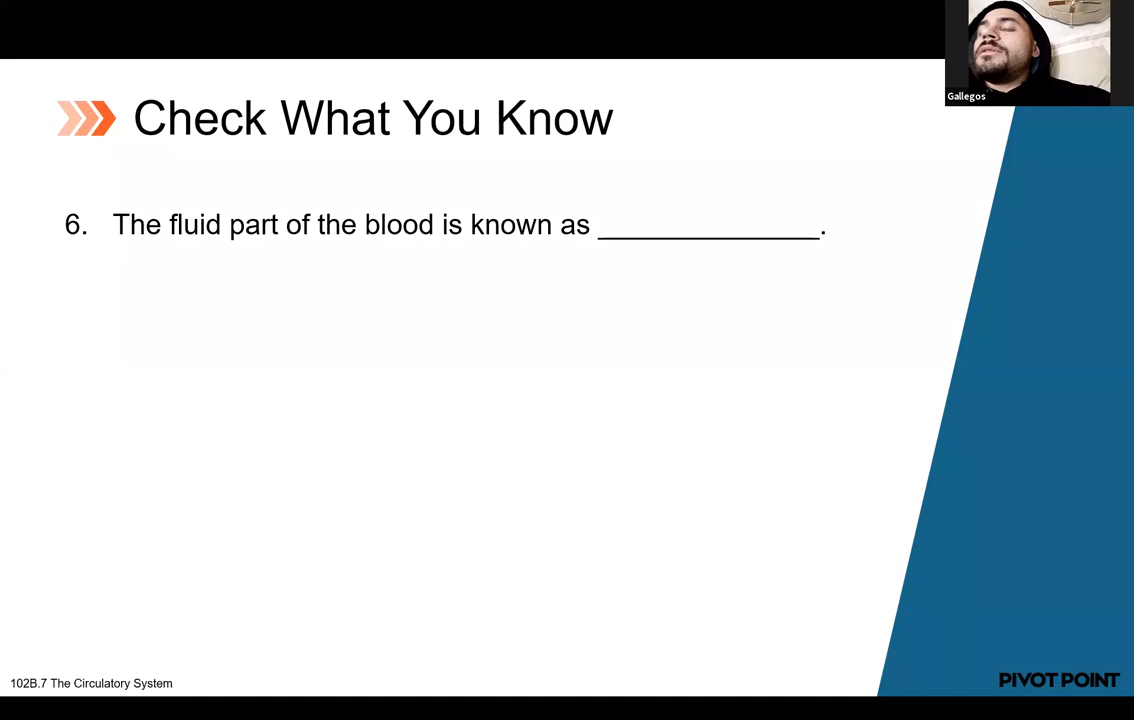 Gallegos
Check What You Know
6. The fluid part of the blood is known as ______________.
102B.7 The Circulatory System
PIVOT POINT